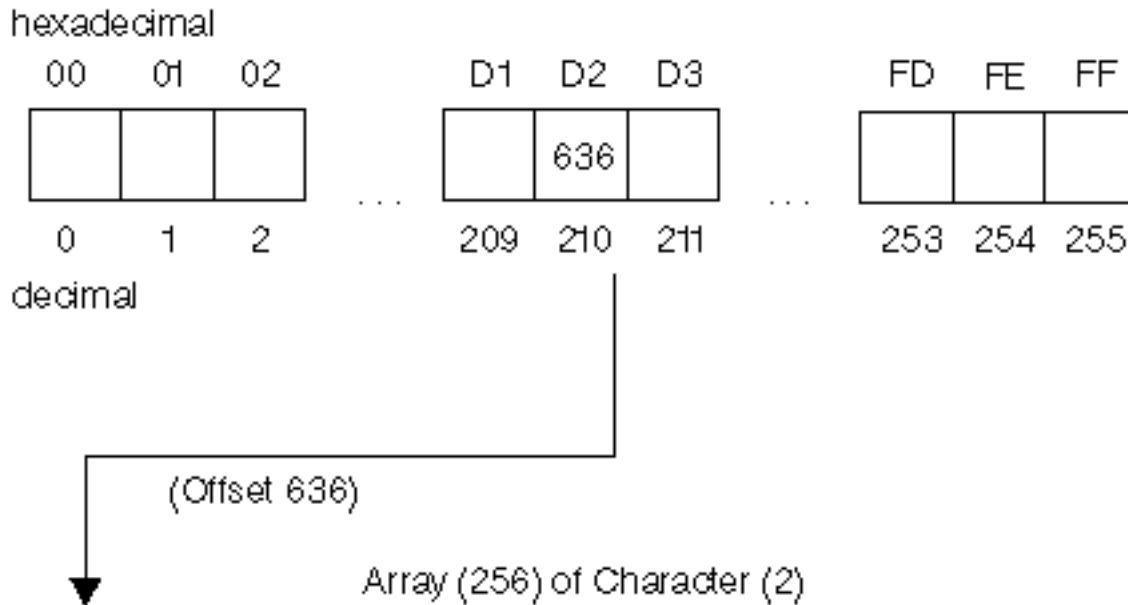 hexadecimal
00 01 02 D1 D2 D3 FD FE FF
636
. . . . . .
0 1 2 209 210 211 253 254 255
decimal
(Offset 636)
Array (256) of Character (2)